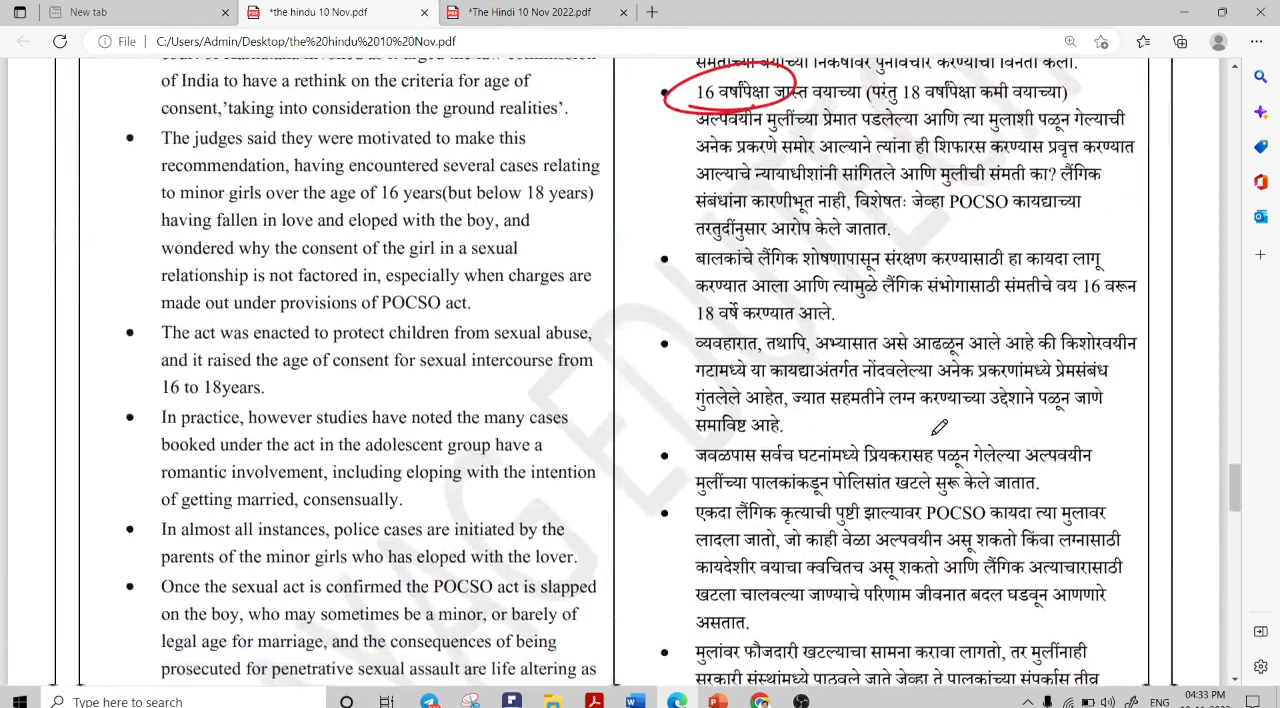 New tab
*the hindu 10 Nov.pdf
*The Hindi 10 Nov 2022.pdf
File
C:/Users/Admin/Desktop/the%20hindu%2010%20Nov.pdf
of India to have a rethink on the criteria for age of
consent,'taking into consideration the ground realities'.
The judges said they were motivated to make this
recommendation, having encountered several cases relating
to minor girls over the age of 16 years(but below 18 years)
having fallen in love and eloped with the boy, and
wondered why the consent of the girl in a sexual
relationship is not factored in, especially when charges are
made out under provisions of POCSO act.
The act was enacted to protect children from sexual abuse,
and it raised the age of consent for sexual intercourse from
16 to 18years.
In practice, however studies have noted the many cases
booked under the act in the adolescent group have a
romantic involvement, including eloping with the intention
of getting married, consensually.
In almost all instances, police cases are initiated by the
parents of the minor girls who has eloped with the lover.
Once the sexual act is confirmed the POCSO act is slapped
on the boy, who may sometimes be a minor, or barely of
legal age for marriage, and the consequences of being
prosecuted for penetrative sexual assault are life altering as
संमतीच्या वयाच्या निकषांवर पुनर्विचार करण्याची विनंती केली.
16 वर्षांपेक्षा जास्त वयाच्या (परंतु 18 वर्षांपेक्षा कमी वयाच्या)
अल्पवयीन मुलींच्या प्रेमात पडलेल्या आणि त्या मुलाशी पळून गेल्याची
अनेक प्रकरणे समोर आल्याने त्यांना ही शिफारस करण्यास प्रवृत्त करण्यात
आल्याचे न्यायाधीशांनी सांगितले आणि मुलीची संमती का? लैंगिक
संबंधांना कारणीभूत नाही, विशेषतः जेव्हा POCSO कायद्याच्या
तरतुदींनुसार आरोप केले जातात.
बालकांचे लैंगिक शोषणापासून संरक्षण करण्यासाठी हा कायदा लागू
करण्यात आला आणि त्यामुळे लैंगिक संभोगासाठी संमतीचे वय 16 वरून
18 वर्षे करण्यात आले.
व्यवहारात, तथापि, अभ्यासात असे आढळून आले आहे की किशोरवयीन
गटामध्ये या कायद्याअंतर्गत नोंदवलेल्या अनेक प्रकरणांमध्ये प्रेमसंबंध
गुंतलेले आहेत, ज्यात सहमतीने लग्न करण्याच्या उद्देशाने पळून जाणे
समाविष्ट आहे.
जवळपास सर्वच घटनांमध्ये प्रियकरासह पळून गेलेल्या अल्पवयीन
मुलींच्या पालकांकडून पोलिसांत खटले सुरू केले जातात.
एकदा लैंगिक कृत्याची पुष्टी झाल्यावर POCSO कायदा त्या मुलावर
लादला जातो, जो काही वेळा अल्पवयीन असू शकतो किंवा लग्नासाठी
कायदेशीर वयाचा क्वचितच असू शकतो आणि लैंगिक अत्याचारासाठी
खटला चालवल्या जाण्याचे परिणाम जीवनात बदल घडवून आणणारे
असतात.
मुलांवर फौजदारी खटल्याचा सामना करावा लागतो, तर मुलींनाही
सरकारी संस्थांमध्ये पाठवले जाते जेव्हा ते पालकांच्या संपर्कास तीव्र
Type here to search
ENG
04:33 PM